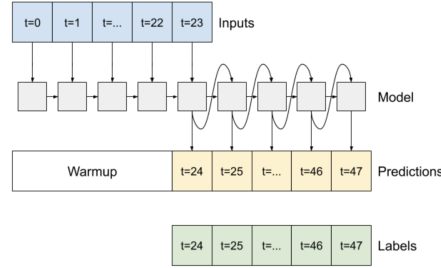 t=0 t=1 t=... t=22 t=23 Inputs
Model
Warmup t=24 t=25 t=... t=46 t=47 Predictions
t=24 t=25 t=... t=46 t=47 Labels